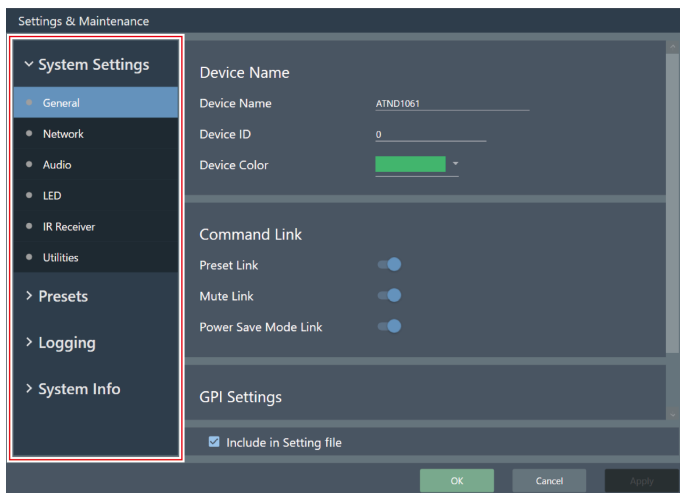 Settings & Maintenance
System Settings
General
Network
Audio
LED
IR Receiver
Utilities
Presets
Logging
System Info
Device Name
Device Name ATND1061
Device ID 0
Device Color
Command Link
Preset Link
Mute Link
Power Save Mode Link
GPI Settings
Include in Setting file
OK Cancel Apply